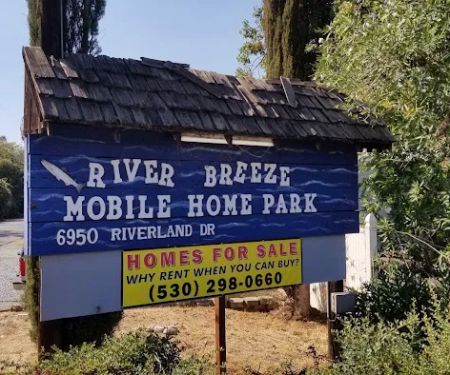 RIVER BREEZE
MOBILE HOME PARK
6950 RIVERLAND DR
HOMES FOR SALE
WHY RENT WHEN YOU CAN BUY?
(530) 298-0660